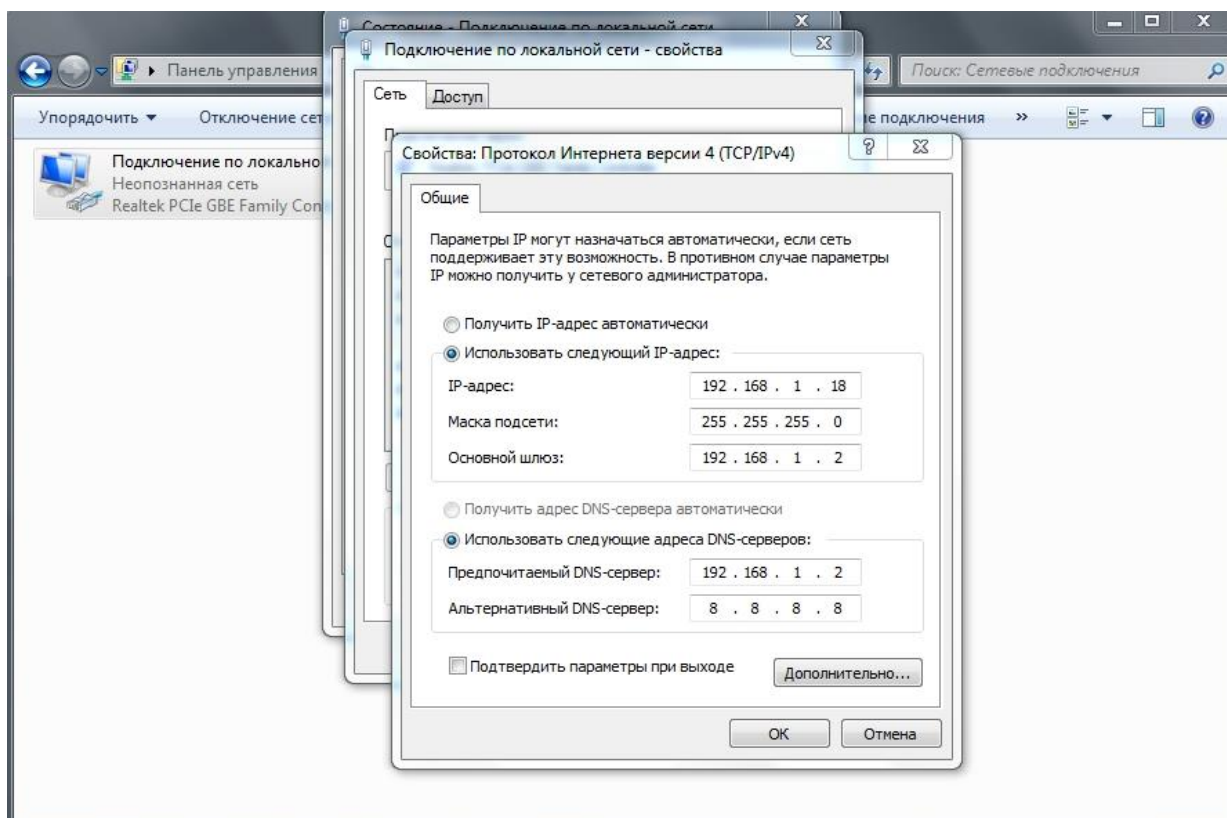 Состояние - Подключение по локальной сети
Подключение по локальной сети - свойства
Панель управления
Поиск: Сетевые подключения
Сеть
Доступ
Упорядочить
Отключение сет
е подключения
»
Подключение по локально
Неопознанная сеть
Realtek PCIe GBE Family Con
Свойства: Протокол Интернета версии 4 (TCP/IPv4)
Общие
Параметры IP могут назначаться автоматически, если сеть
поддерживает эту возможность. В противном случае параметры
IP можно получить у сетевого администратора.
Получить IP-адрес автоматически
Использовать следующий IP-адрес:
IP-адрес: 192 . 168 . 1 . 18
Маска подсети: 255 . 255 . 255 . 0
Основной шлюз: 192 . 168 . 1 . 2
Получить адрес DNS-сервера автоматически
Использовать следующие адреса DNS-серверов:
Предпочитаемый DNS-сервер: 192 . 168 . 1 . 2
Альтернативный DNS-сервер: 8 . 8 . 8 . 8
Подтвердить параметры при выходе
Дополнительно...
ОК
Отмена